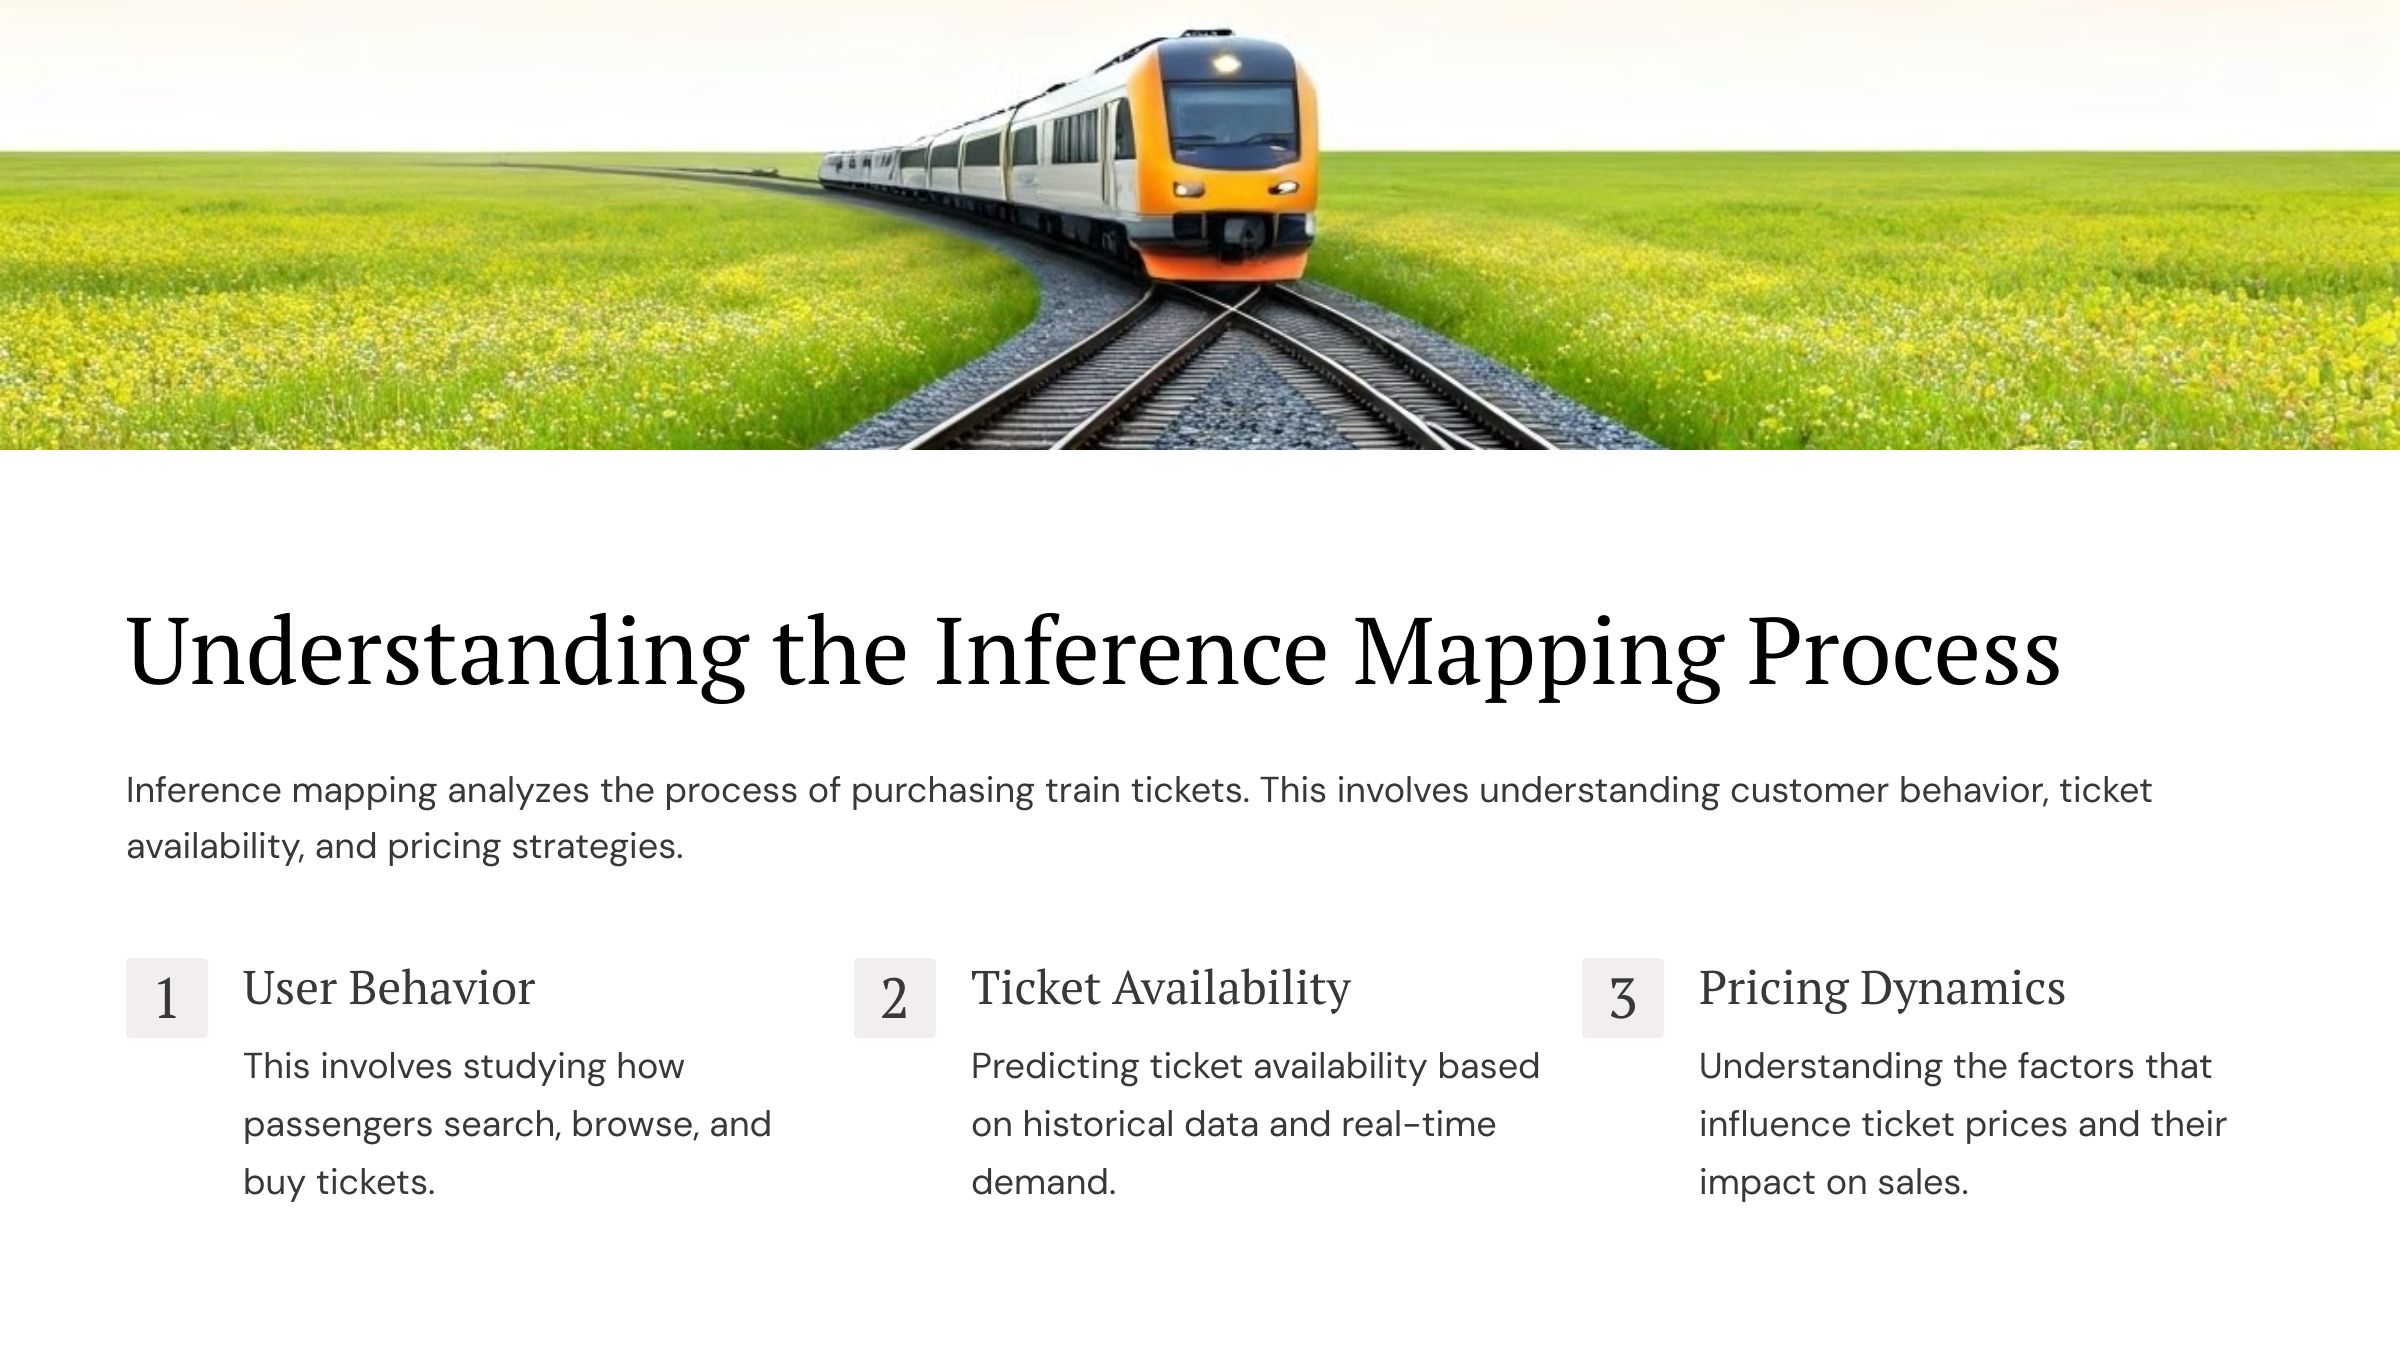 Understanding the Inference Mapping Process
Inference mapping analyzes the process of purchasing train tickets. This involves understanding customer behavior, ticket
availability, and pricing strategies.
1
User Behavior
This involves studying how
passengers search, browse, and
buy tickets.
2
Ticket Availability
Predicting ticket availability based
on historical data and real-time
demand.
3
Pricing Dynamics
Understanding the factors that
influence ticket prices and their
impact on sales.